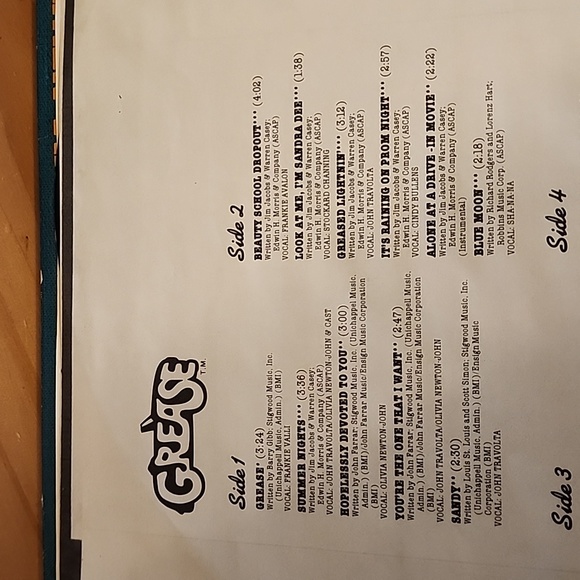 GREASE T.M.
Side 1
GREASE* (3:24)
Written by Barry Gibb; Stigwood Music, Inc.
(Unichappell Music, Admin.) (BMI)
VOCAL: FRANKIE VALLI
SUMMER NIGHTS*** (3:36)
Written by Jim Jacobs & Warren Casey;
Edwin H. Morris & Company (ASCAP)
VOCAL: JOHN TRAVOLTA/OLIVIA NEWTON-JOHN & CAST
HOPELESSLY DEVOTED TO YOU** (3:00)
Written by John Farrar; Stigwood Music, Inc. (Unichappell Music,
Admin.) (BMI)/John Farrar Music/Ensign Music Corporation
(BMI)
VOCAL: OLIVIA NEWTON-JOHN
YOU'RE THE ONE THAT I WANT** (2:47)
Written by John Farrar; Stigwood Music, Inc. (Unichappell Music,
Admin.) (BMI)/John Farrar Music/Ensign Music Corporation
(BMI)
VOCAL: JOHN TRAVOLTA/OLIVIA NEWTON-JOHN
SANDY** (2:30)
Written by Louis St. Louis and Scott Simon; Stigwood Music, Inc.
(Unichappell Music, Admin.) (BMI)/Ensign Music
Corporation (BMI)
VOCAL: JOHN TRAVOLTA
Side 2
BEAUTY SCHOOL DROPOUT*** (4:02)
Written by Jim Jacobs & Warren Casey;
Edwin H. Morris & Company (ASCAP)
VOCAL: FRANKIE AVALON
LOOK AT ME, I'M SANDRA DEE*** (1:38)
Written by Jim Jacobs & Warren Casey;
Edwin H. Morris & Company (ASCAP)
VOCAL: STOCKARD CHANNING
GREASED LIGHTNIN'*** (3:12)
Written by Jim Jacobs & Warren Casey;
Edwin H. Morris & Company (ASCAP)
VOCAL: JOHN TRAVOLTA
IT'S RAINING ON PROM NIGHT*** (2:57)
Written by Jim Jacobs & Warren Casey;
Edwin H. Morris & Company (ASCAP)
VOCAL: CINDY BULLENS
ALONE AT A DRIVE-IN MOVIE** (2:22)
Written by Jim Jacobs & Warren Casey;
Edwin H. Morris & Company (ASCAP)
(Instrumental)
BLUE MOON*** (2:18)
Written by Richard Rodgers and Lorenz Hart;
Robbins Music Corp. (ASCAP)
VOCAL: SHA-NA-NA
Side 3
Side 4